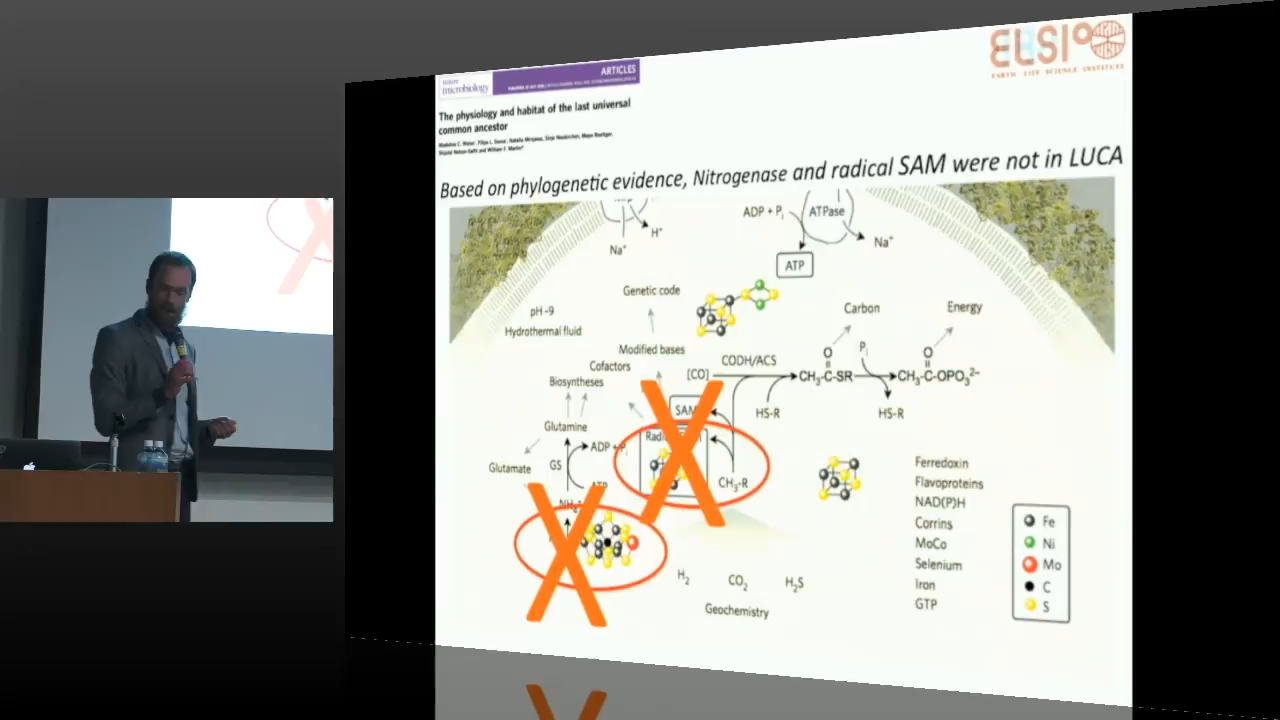 ELSI
EARTH LIFE SCIENCE INSTITUTE
nature
microbiology
ARTICLES
The physiology and habitat of the last universal
common ancestor
Based on phylogenetic evidence, Nitrogenase and radical SAM were not in LUCA
ADP + Pi
ATPase
H+
Na+
Na+
ATP
Genetic code
Carbon
Energy
pH ~9
Hydrothermal fluid
O
Pi
O
Modified bases
CODH/ACS
Cofactors
[CO]
CH3-C-SR
CH3-C-OPO3 2-
Biosyntheses
SAM
HS-R
HS-R
Glutamine
ADP + Pi
Glutamate
GS
CH3-R
Ferredoxin
Flavoproteins
NAD(P)H
Corrins
MoCo
Selenium
Iron
GTP
Fe
Ni
Mo
C
S
H2
CO2
H2S
Geochemistry